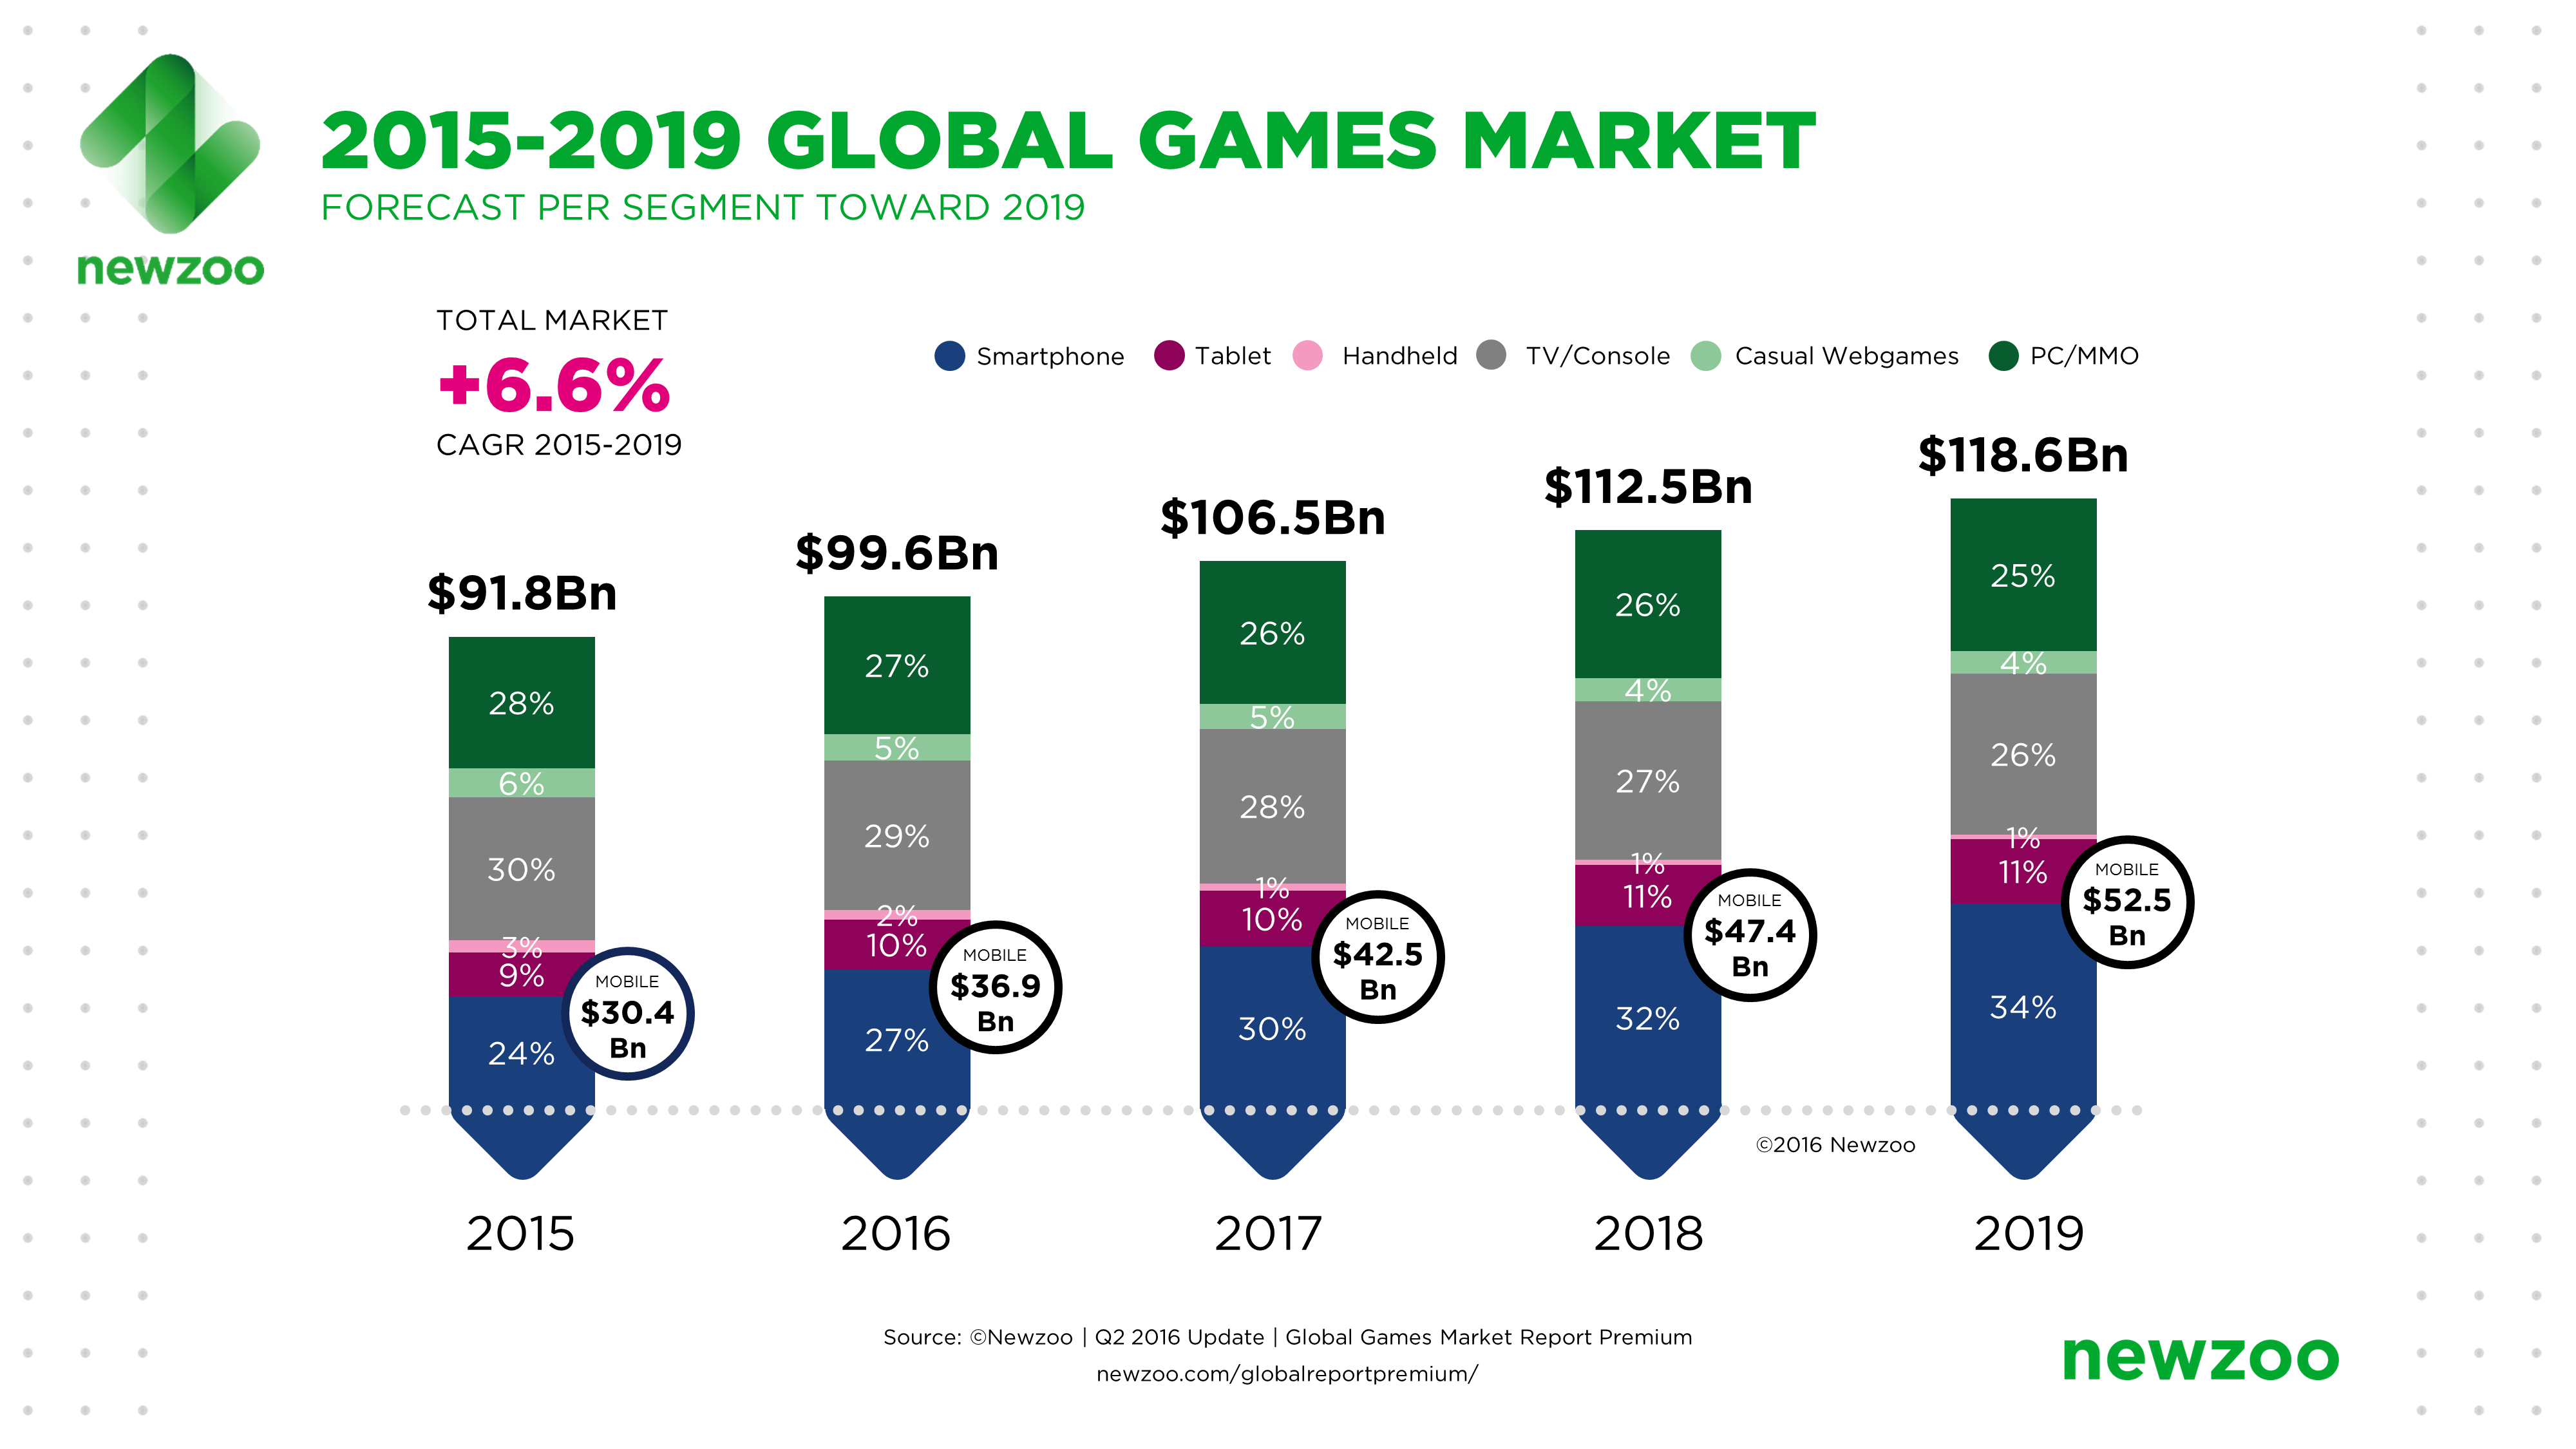 2015-2019 GLOBAL GAMES MARKET
FORECAST PER SEGMENT TOWARD 2019
newzoo
TOTAL MARKET
+6.6%
CAGR 2015-2019
Smartphone Tablet Handheld TV/Console Casual Webgames PC/MMO
$91.8Bn
28%
6%
30%
3%
9%
24%
MOBILE
$30.4
Bn
2015
$99.6Bn
27%
5%
29%
2%
10%
27%
MOBILE
$36.9
Bn
2016
$106.5Bn
26%
5%
28%
1%
10%
30%
MOBILE
$42.5
Bn
2017
$112.5Bn
26%
4%
27%
1%
11%
32%
MOBILE
$47.4
Bn
2018
$118.6Bn
25%
4%
26%
1%
11%
34%
MOBILE
$52.5
Bn
2019
©2016 Newzoo
Source: ©Newzoo | Q2 2016 Update | Global Games Market Report Premium
newzoo.com/globalreportpremium/
newzoo